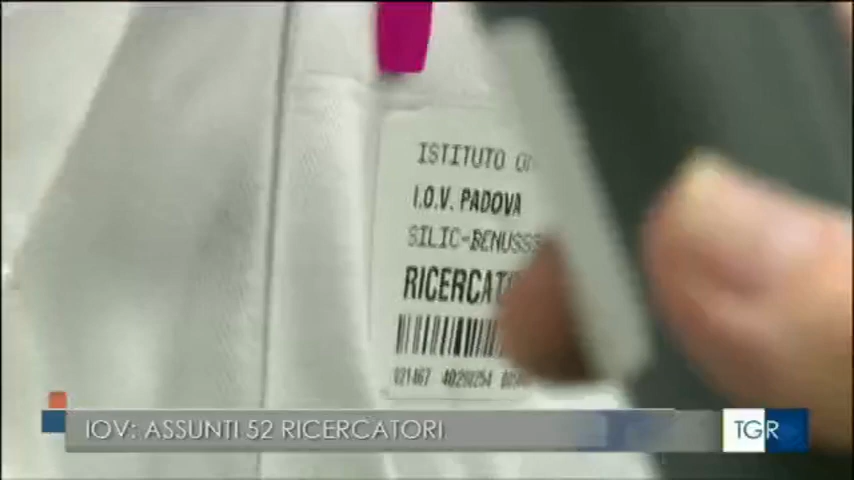 ISTITUTO
I.O.V. PADOVA
SILIC-BENUSS
RICERCAT
IOV: ASSUNTI 52 RICERCATORI
TGR